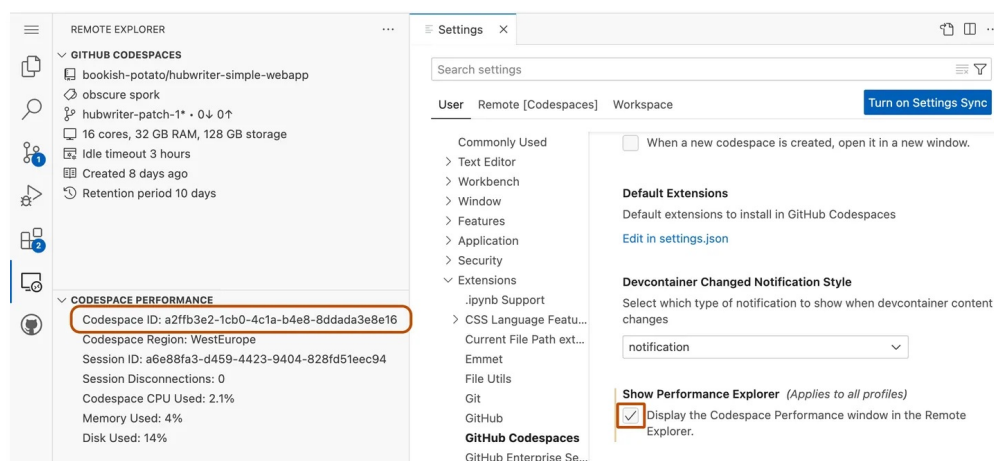 REMOTE EXPLORER
GITHUB CODESPACES
bookish-potato/hubwriter-simple-webapp
obscure spork
hubwriter-patch-1* • 0↓ 0↑
16 cores, 32 GB RAM, 128 GB storage
Idle timeout 3 hours
Created 8 days ago
Retention period 10 days
1
2
CODESPACE PERFORMANCE
Codespace ID: a2ffb3e2-1cb0-4c1a-b4e8-8ddada3e8e16
Codespace Region: WestEurope
Session ID: a6e88fa3-d459-4423-9404-828fd51eec94
Session Disconnections: 0
Codespace CPU Used: 2.1%
Memory Used: 4%
Disk Used: 14%
Settings
Search settings
User Remote [Codespaces] Workspace
Turn on Settings Sync
Commonly Used
Text Editor
Workbench
Window
Features
Application
Security
Extensions
.ipynb Support
CSS Language Featu...
Current File Path ext...
Emmet
File Utils
Git
GitHub
GitHub Codespaces
GitHub Enterprise Se...
When a new codespace is created, open it in a new window.
Default Extensions
Default extensions to install in GitHub Codespaces
Edit in settings.json
Devcontainer Changed Notification Style
Select which type of notification to show when devcontainer content
changes
notification
Show Performance Explorer (Applies to all profiles)
Display the Codespace Performance window in the Remote
Explorer.